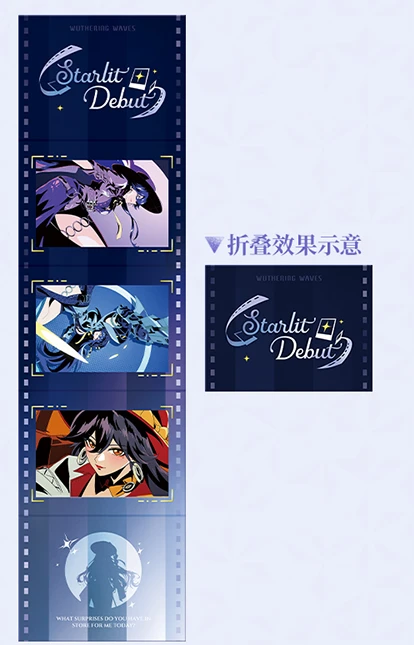 WUTHERING WAVES
Starlit
Debut
WHAT SURPRISES DO YOU HAVE IN
STORE FOR ME TODAY?
折叠效果示意
WUTHERING WAVES
Starlit
Debut